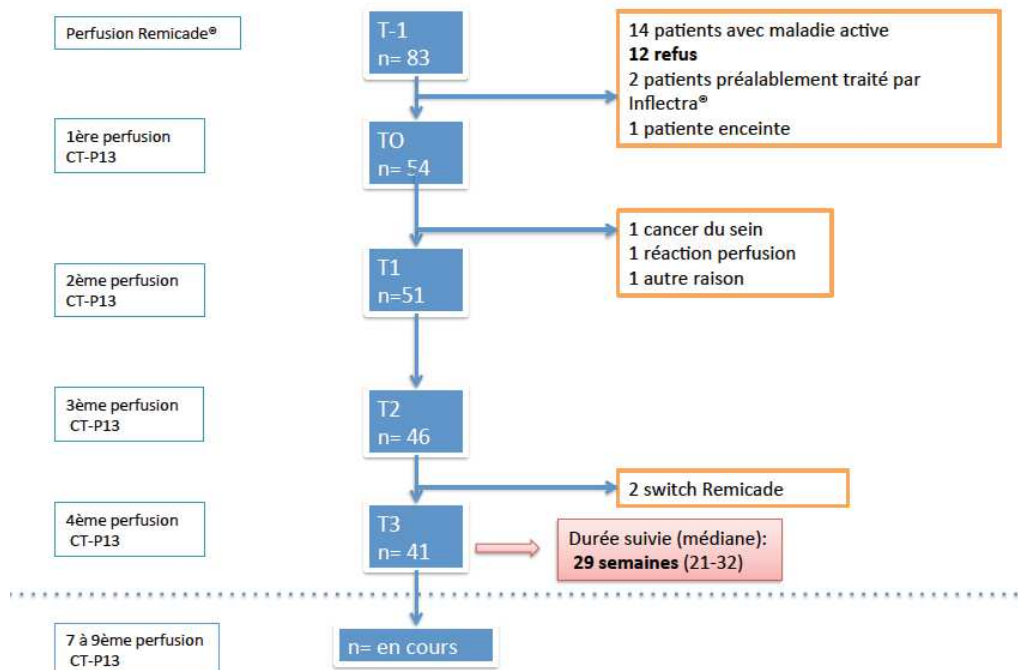 Perfusion Remicade®
T-1
n= 83
14 patients avec maladie active
12 refus
2 patients préalablement traité par
Inflectra®
1 patiente enceinte
1ère perfusion
CT-P13
TO
n= 54
1 cancer du sein
1 réaction perfusion
1 autre raison
2ème perfusion
CT-P13
T1
n=51
3ème perfusion
CT-P13
T2
n= 46
2 switch Remicade
4ème perfusion
CT-P13
T3
n= 41
Durée suivie (médiane):
29 semaines (21-32)
7 à 9ème perfusion
CT-P13
n= en cours